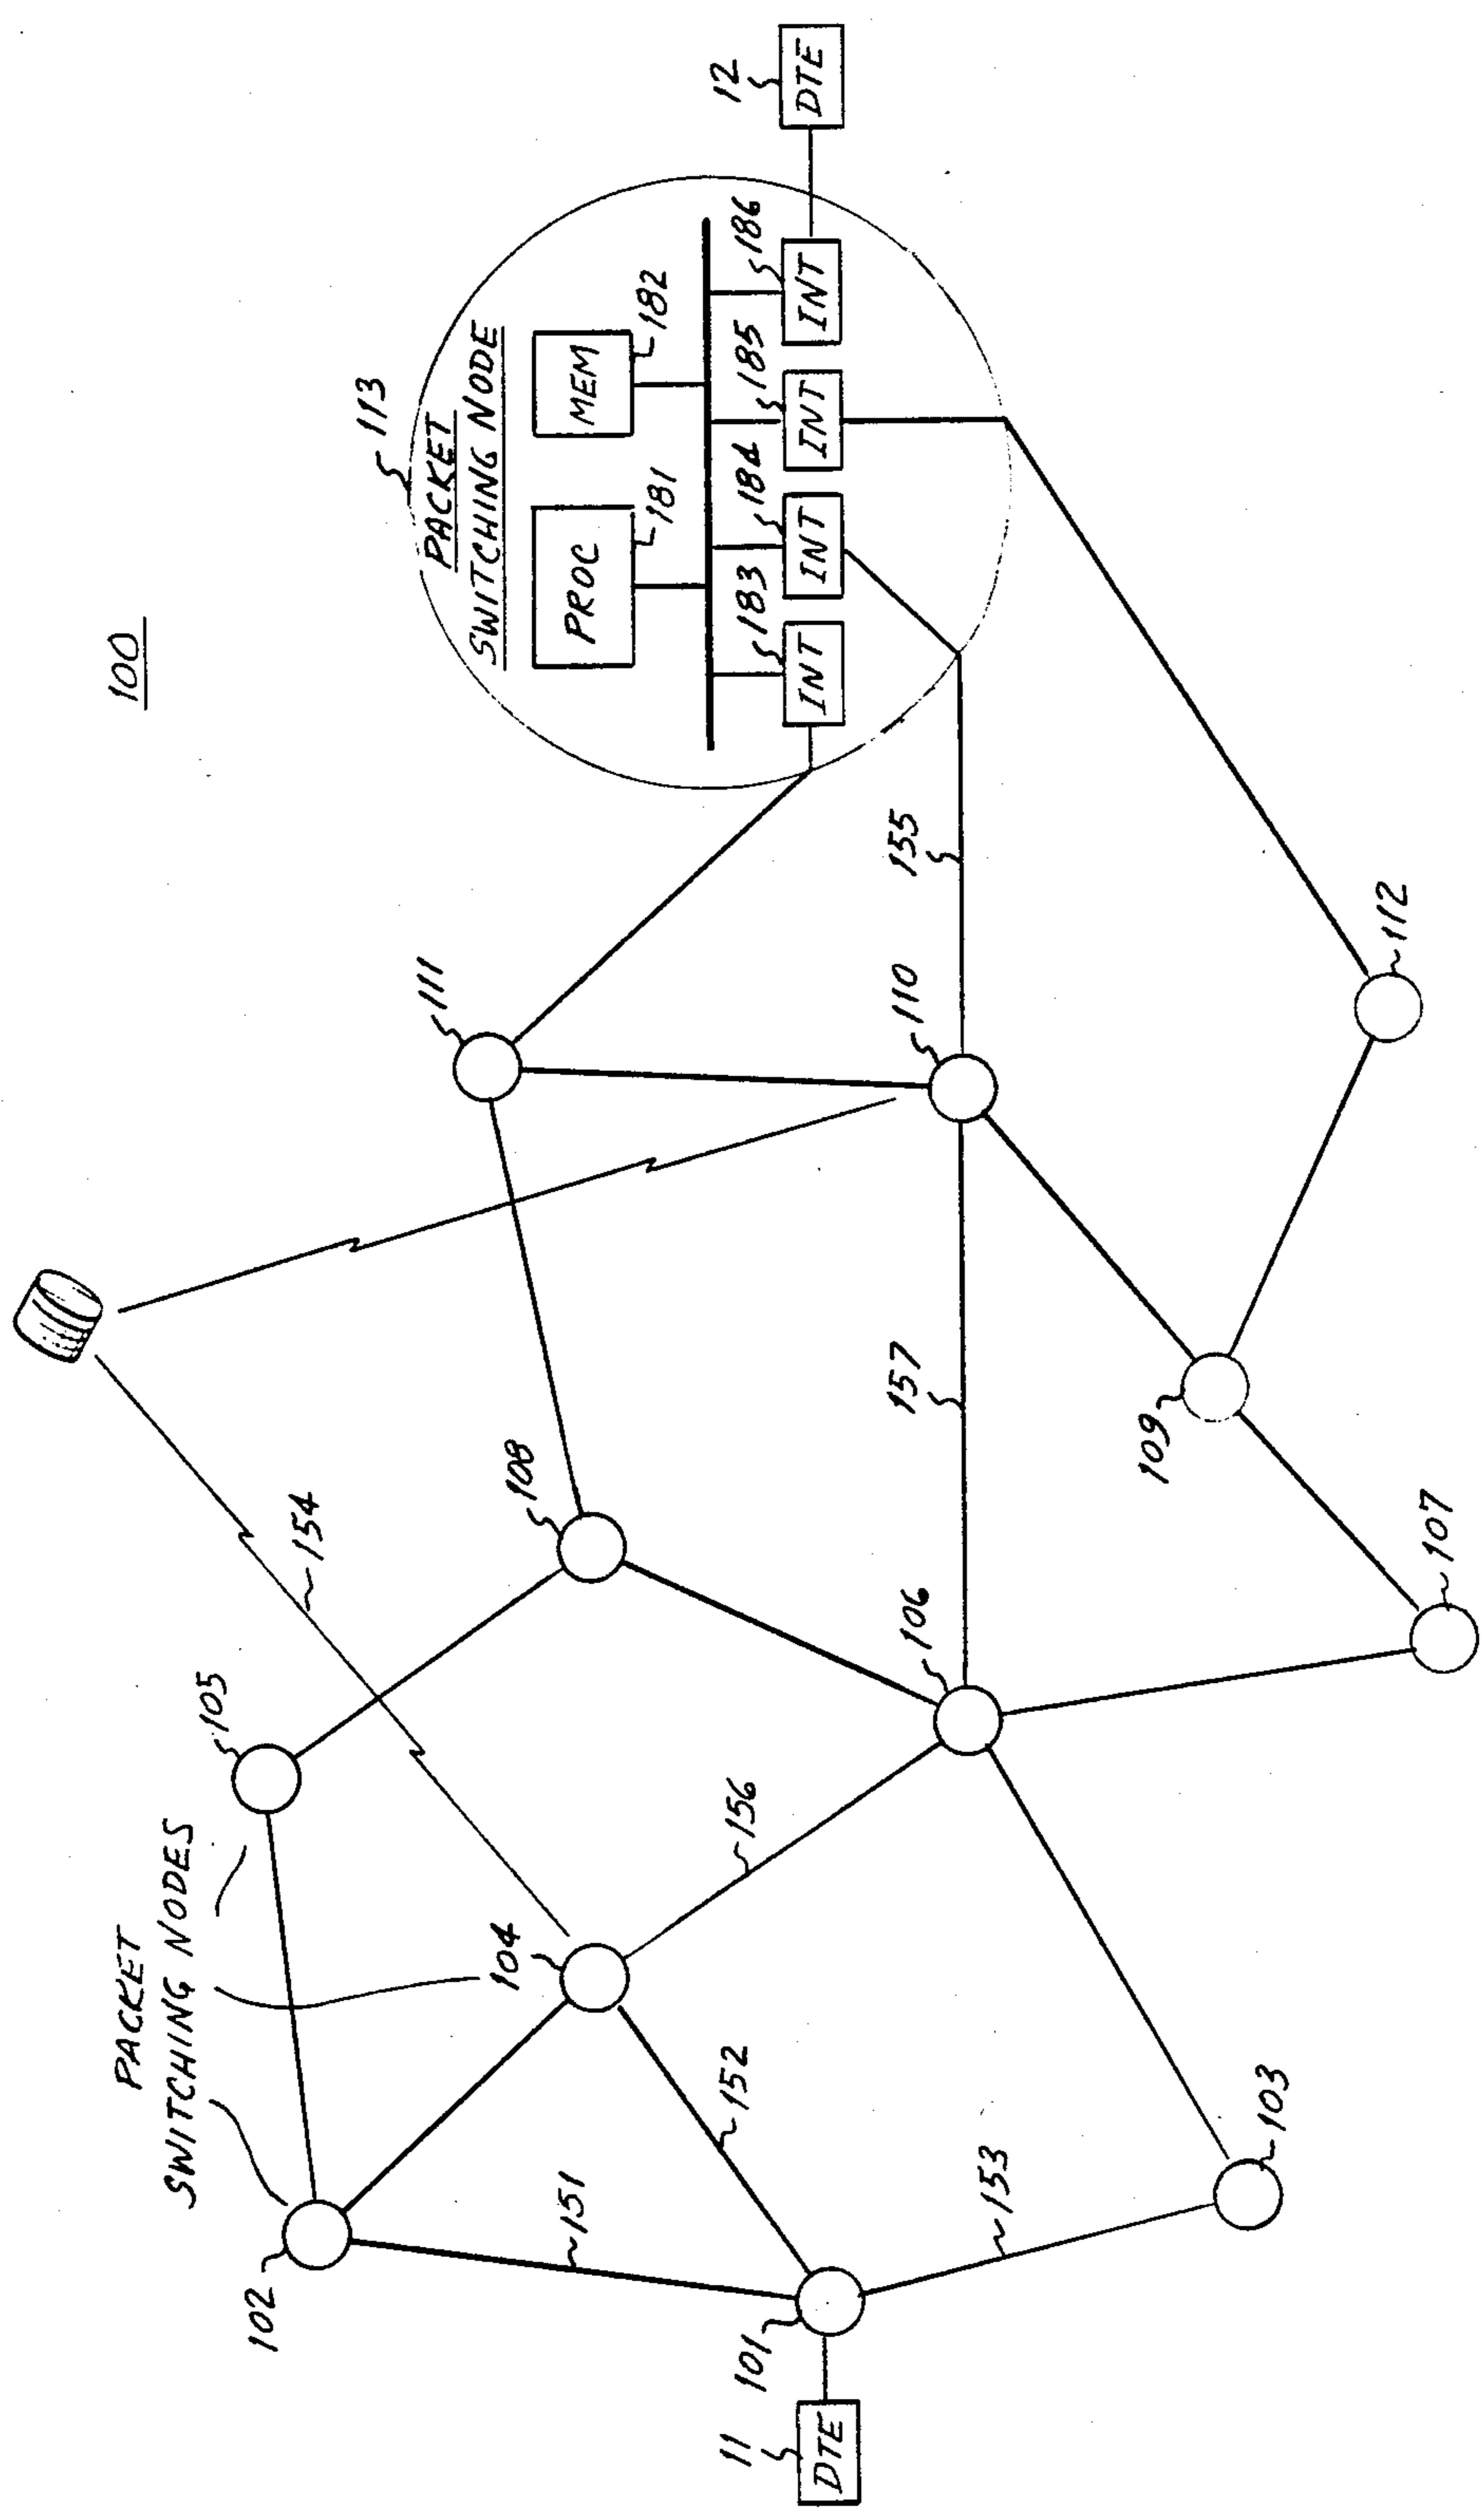 100
PACKET
SWITCHING NODES
102
151
101
11
DTE
152
153
103
104
105
154
156
106
107
108
157
109
110
111
155
112
113
PACKET
SWITCHING NODE
PROC
181
MEM
182
183
184
185
186
INT
INT
INT
INT
12
DTE